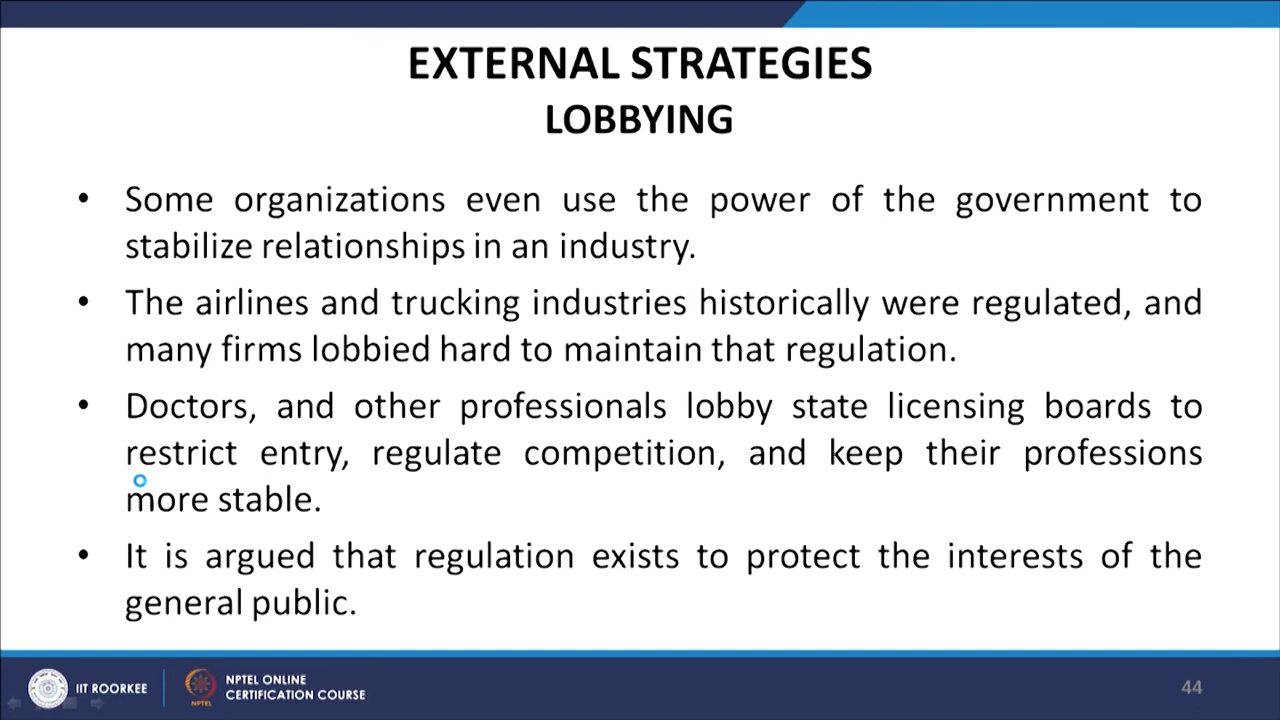 EXTERNAL STRATEGIES
LOBBYING
• Some organizations even use the power of the government to
stabilize relationships in an industry.
• The airlines and trucking industries historically were regulated, and
many firms lobbied hard to maintain that regulation.
• Doctors, and other professionals lobby state licensing boards to
restrict entry, regulate competition, and keep their professions
more stable.
• It is argued that regulation exists to protect the interests of the
general public.
IIT ROORKEE
NPTEL
NPTEL ONLINE
CERTIFICATION COURSE
44